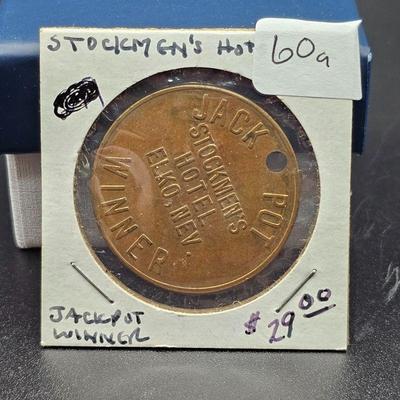 STOCKMEN's Hot
60a
JACK POT
STOCKMEN'S
HOTEL
ELKO, NEV
WINNER
JACKPOT
WINNER
$29.00